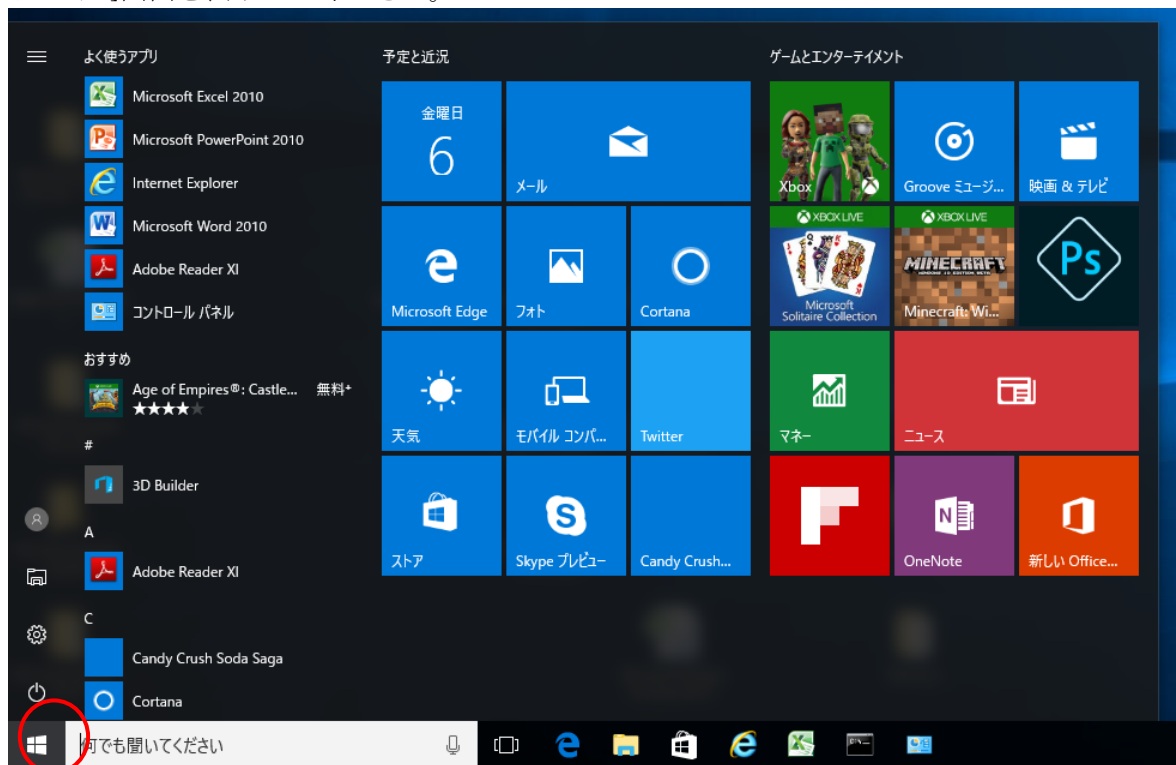 よく使うアプリ
Microsoft Excel 2010
Microsoft PowerPoint 2010
Internet Explorer
Microsoft Word 2010
Adobe Reader XI
コントロール パネル
おすすめ
Age of Empires®: Castle... 無料+
#
3D Builder
A
Adobe Reader XI
C
Candy Crush Soda Saga
Cortana
予定と近況
金曜日
6
メール
Microsoft Edge
フォト
Cortana
天気
モバイル コンパ...
Twitter
ストア
Skype プレビュー
Candy Crush...
ゲームとエンターテイメント
Xbox
Groove ミュージ...
映画 & テレビ
XBOX LIVE
Microsoft
Solitaire Collection
XBOX LIVE
MINECRAFT
WINDOWS 10 EDITION BETA
Minecraft: Wi...
Ps
マネー
ニュース
OneNote
新しい Office...
何でも聞いてください